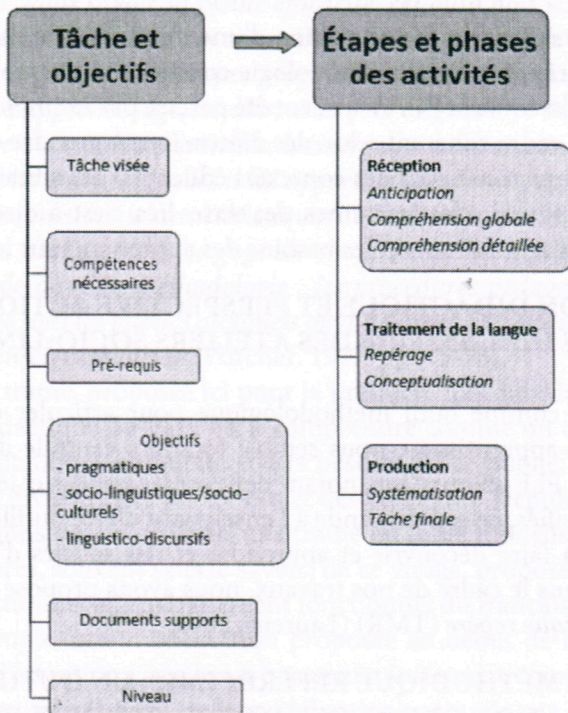 Tâche et
objectifs
Étapes et phases
des activités
Tâche visée
Compétences
nécessaires
Pré-requis
Objectifs
- pragmatiques
- socio-linguistiques/socio-
culturels
- linguistico-discursifs
Documents supports
Niveau
Réception
Anticipation
Compréhension globale
Compréhension détaillée
Traitement de la langue
Repérage
Conceptualisation
Production
Systématisation
Tâche finale